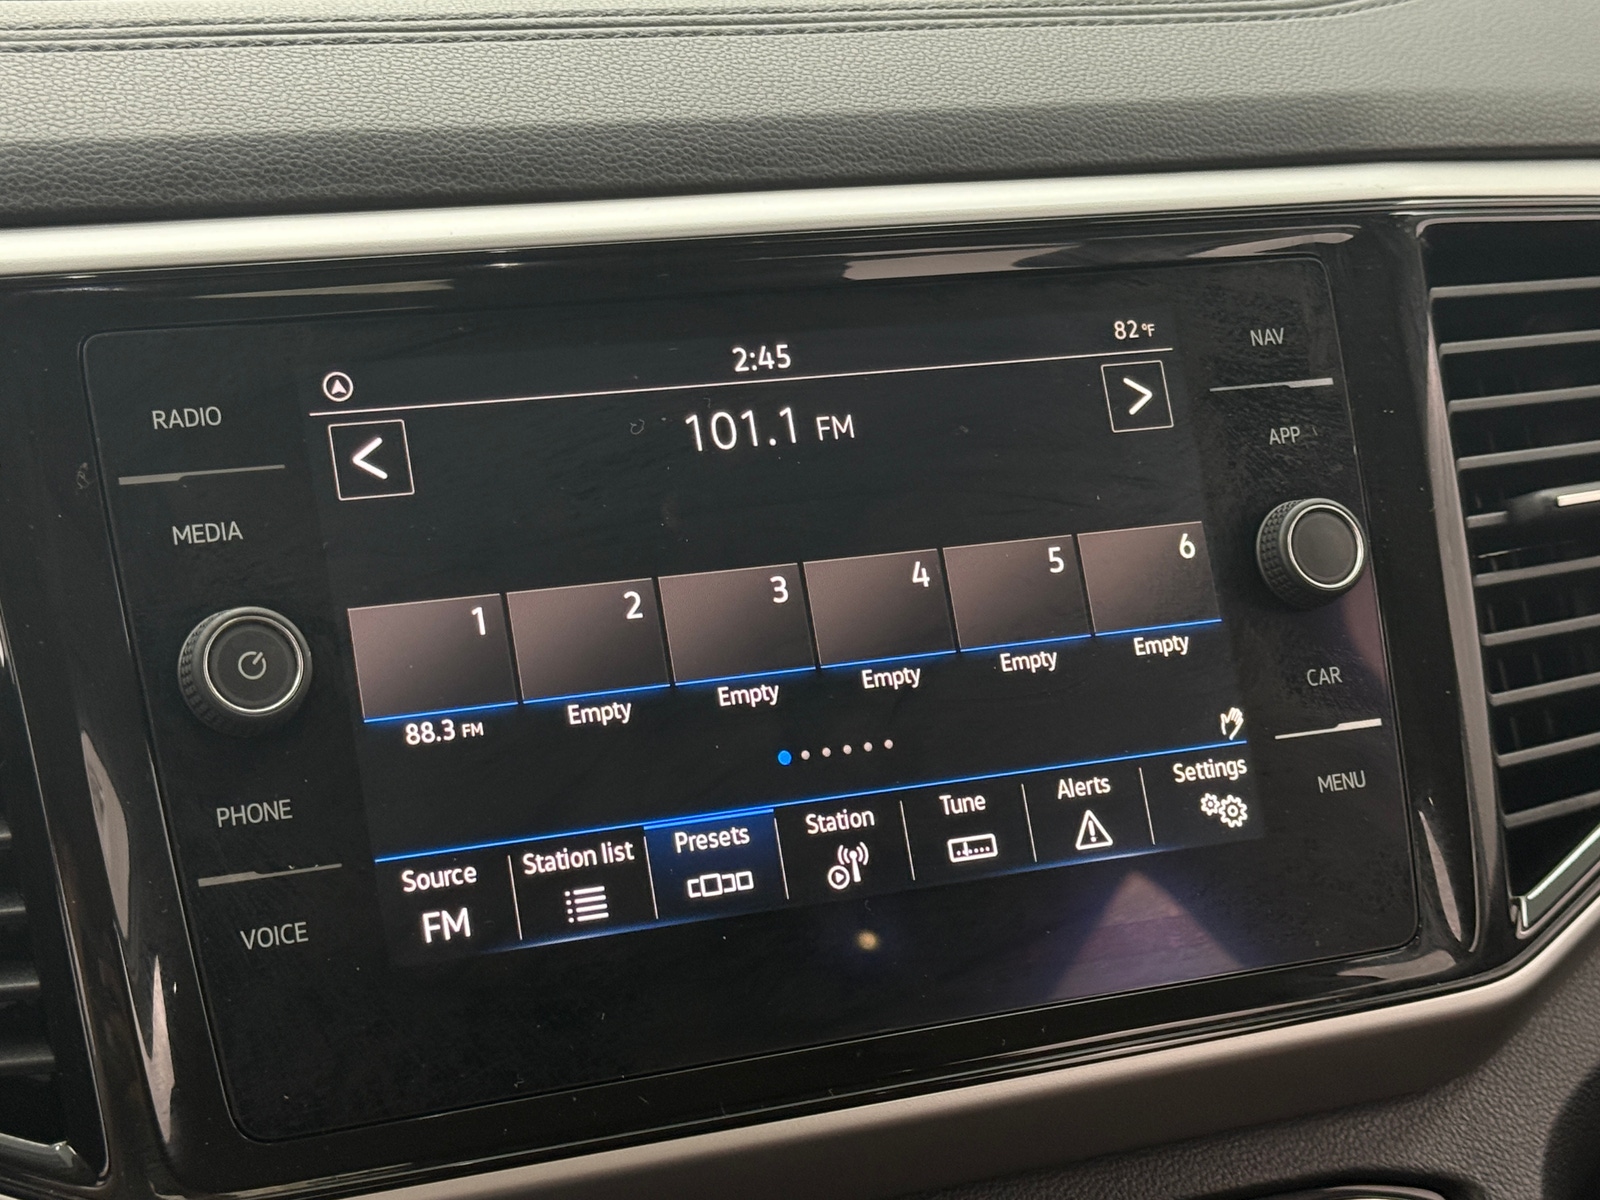 2:45
82°F
<
101.1 FM
>
RADIO
MEDIA
PHONE
VOICE
1
2
3
4
5
6
88.3 FM
Empty
Empty
Empty
Empty
Empty
Source
FM
Station list
Presets
Station
Tune
Alerts
Settings
NAV
APP
CAR
MENU